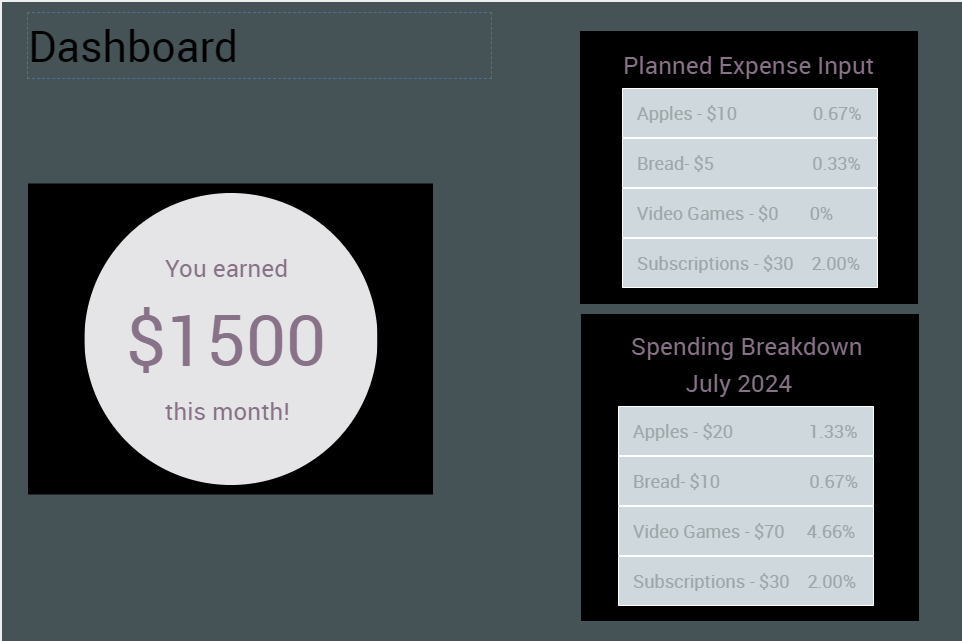 Dashboard
You earned
$1500
this month!
Planned Expense Input
Apples - $10 0.67%
Bread- $5 0.33%
Video Games - $0 0%
Subscriptions - $30 2.00%
Spending Breakdown
July 2024
Apples - $20 1.33%
Bread- $10 0.67%
Video Games - $70 4.66%
Subscriptions - $30 2.00%